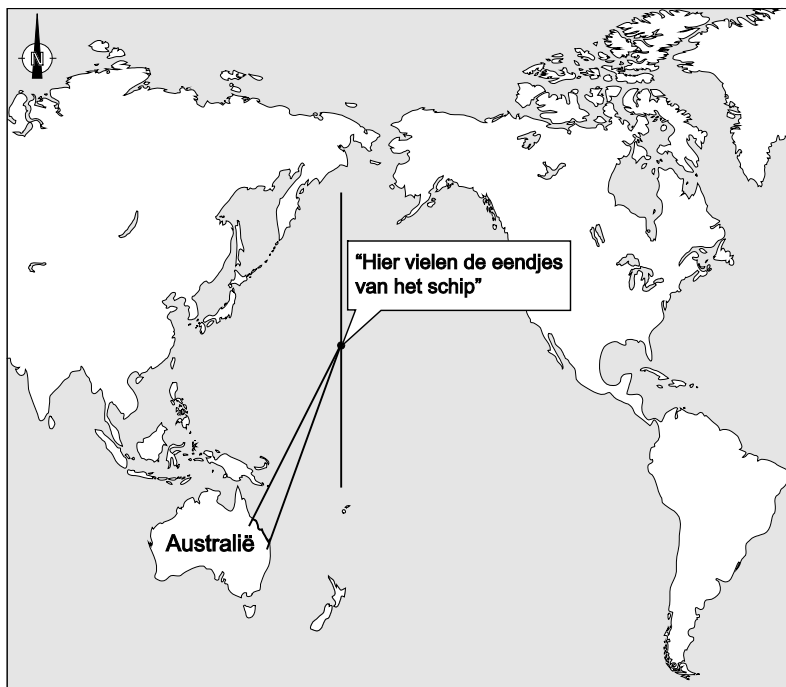 N
“Hier vielen de eendjes
van het schip”
Australië